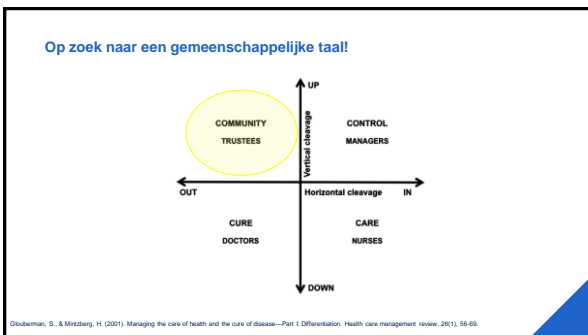 Op zoek naar een gemeenschappelijke taal!
UP
COMMUNITY
TRUSTEES
Vertical cleavage
CONTROL
MANAGERS
OUT
Horizontal cleavage
IN
CURE
DOCTORS
CARE
NURSES
DOWN
Glouberman, S., & Mintzberg, H. (2001). Managing the care of health and the cure of disease—Part I: Differentiation. Health care management review, 26(1), 56-69.